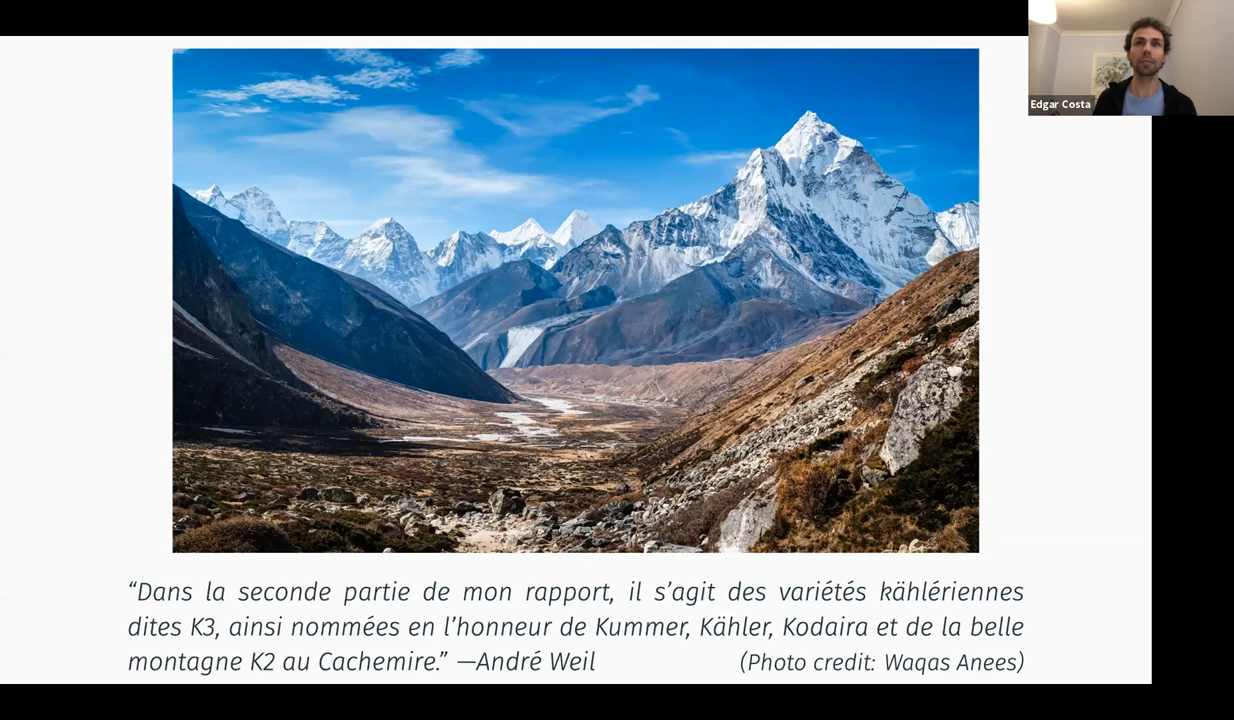 Edgar Costa
“Dans la seconde partie de mon rapport, il s’agit des variétés kählériennes
dites K3, ainsi nommées en l’honneur de Kummer, Kähler, Kodaira et de la belle
montagne K2 au Cachemire.” —André Weil (Photo credit: Waqas Anees)